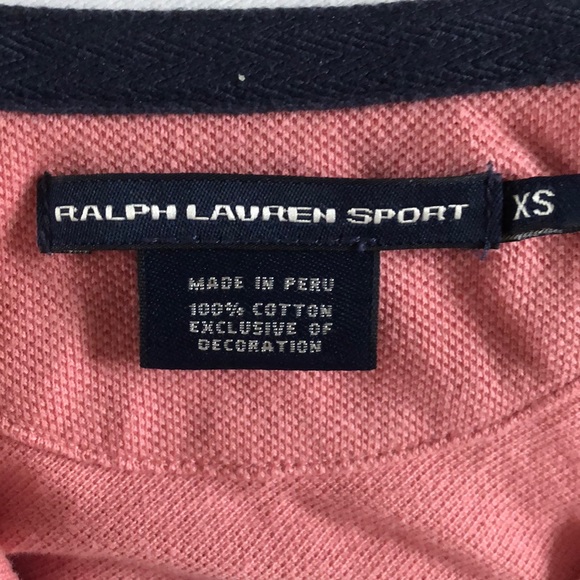 RALPH LAUREN SPORT
XS
MADE IN PERU
100% COTTON
EXCLUSIVE OF
DECORATION